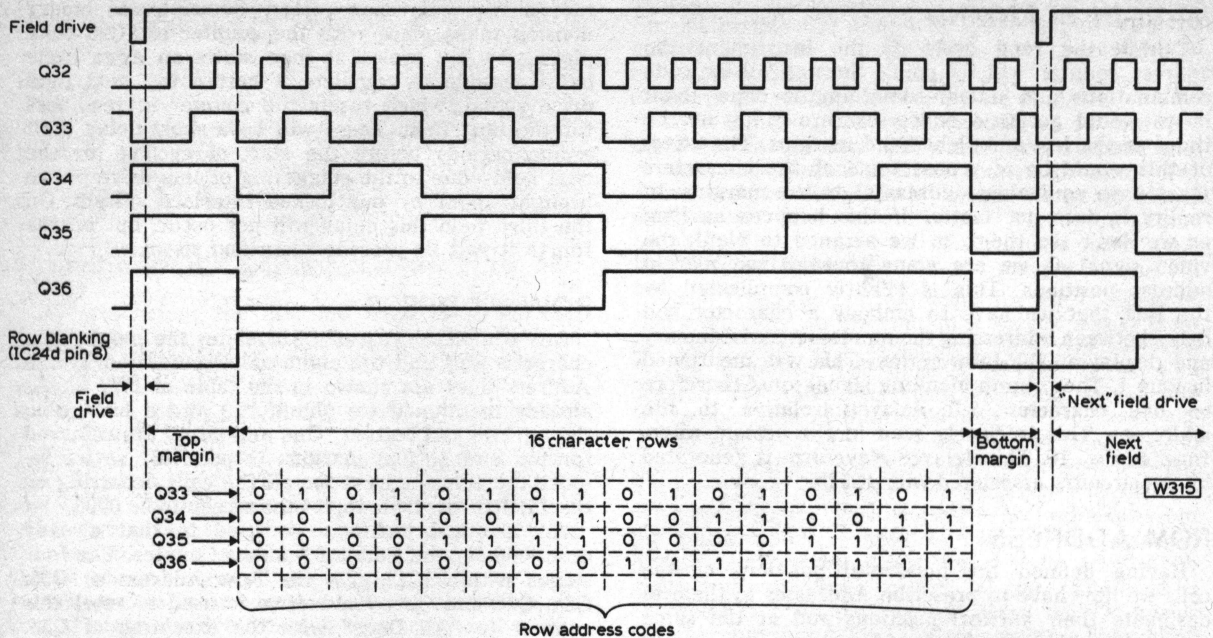 Field drive
Q32
Q33
Q34
Q35
Q36
Row blanking
(IC24d pin 8)
Field
drive
Top
margin
16 character rows
Bottom
margin
"Next" field drive
Next
field
W315
Q33 0 1 0 1 0 1 0 1 0 1 0 1 0 1 0 1
Q34 0 0 1 1 0 0 1 1 0 0 1 1 0 0 1 1
Q35 0 0 0 0 1 1 1 1 0 0 0 0 1 1 1 1
Q36 0 0 0 0 0 0 0 0 1 1 1 1 1 1 1 1
Row address codes